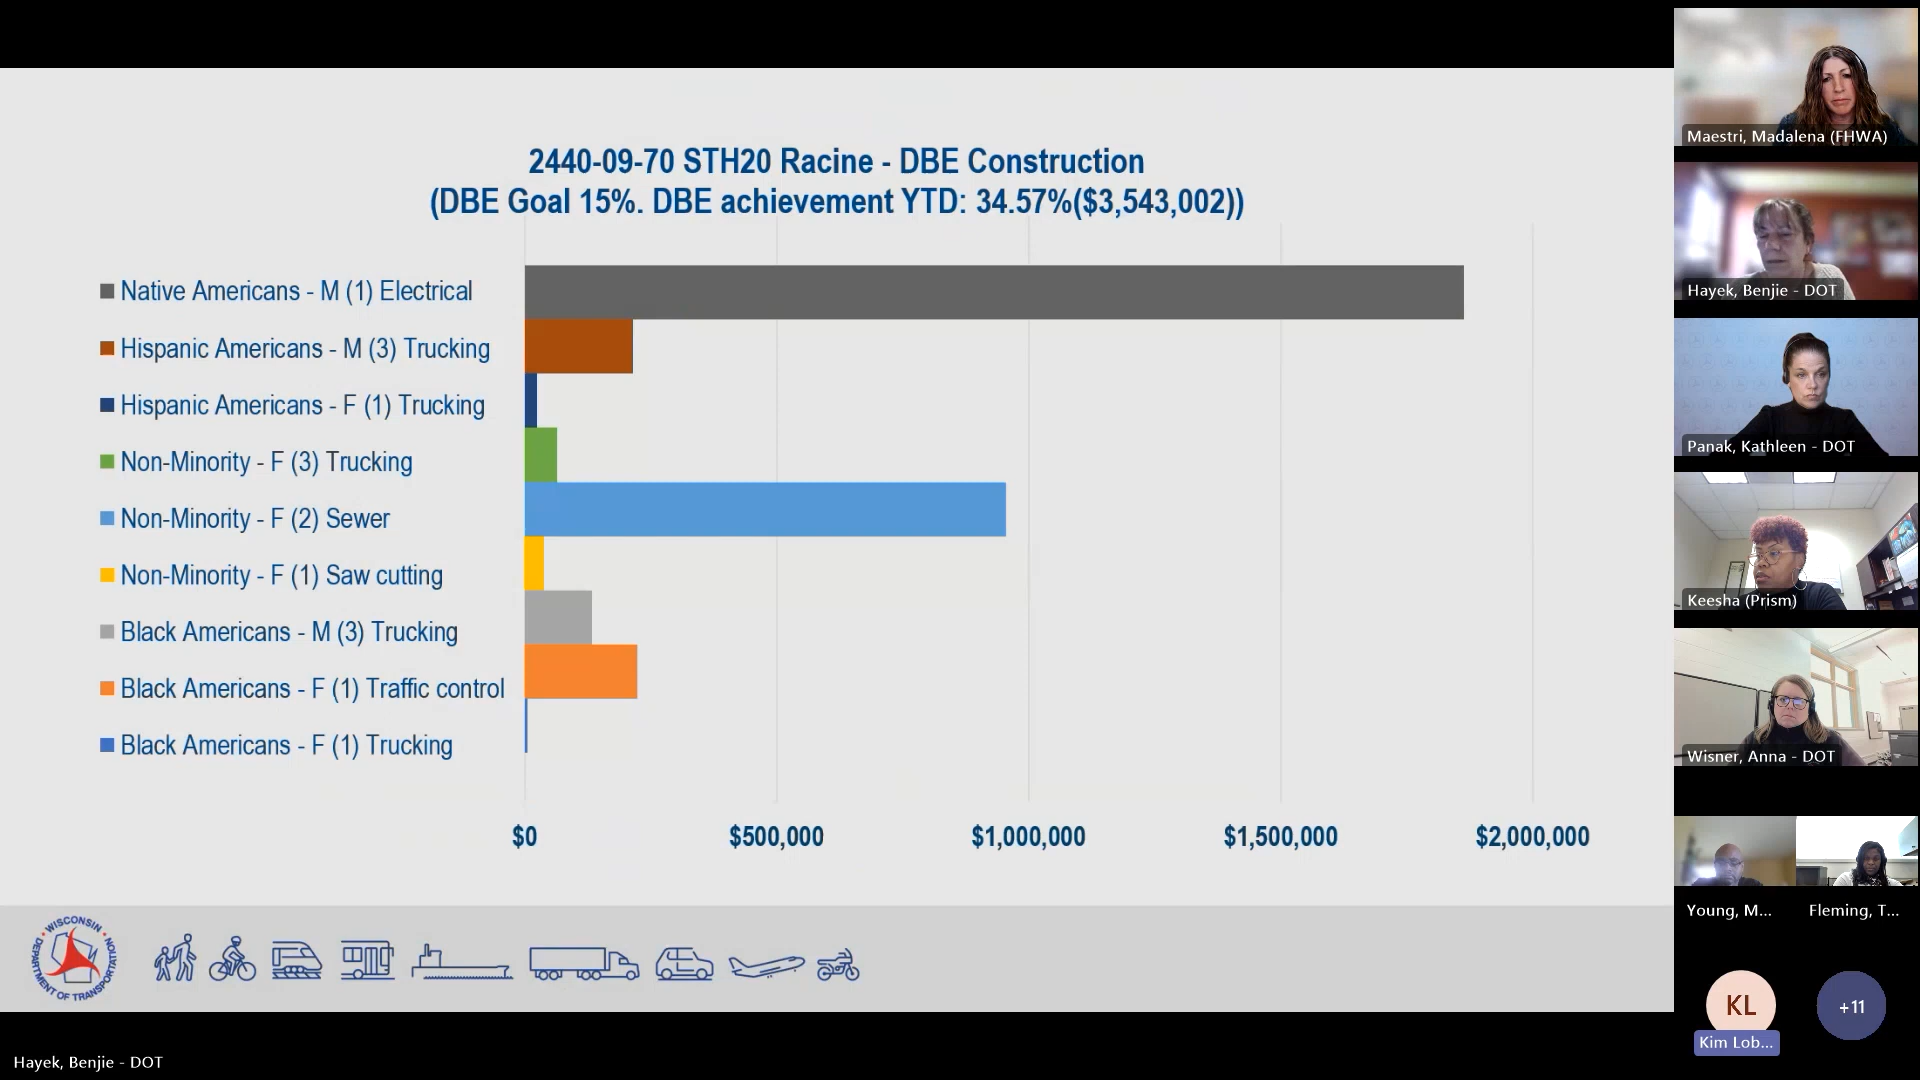 2440-09-70 STH20 Racine - DBE Construction
(DBE Goal 15%. DBE achievement YTD: 34.57%($3,543,002))
Native Americans - M (1) Electrical
Hispanic Americans - M (3) Trucking
Hispanic Americans - F (1) Trucking
Non-Minority - F (3) Trucking
Non-Minority - F (2) Sewer
Non-Minority - F (1) Saw cutting
Black Americans - M (3) Trucking
Black Americans - F (1) Traffic control
Black Americans - F (1) Trucking
$0 $500,000 $1,000,000 $1,500,000 $2,000,000
WISCONSIN
DEPARTMENT OF TRANSPORTATION
Hayek, Benjie - DOT
Maestri, Madalena (FHWA)
Hayek, Benjie - DOT
Panak, Kathleen - DOT
Keesha (Prism)
Wisner, Anna - DOT
Young, M... Fleming, T...
KL +11
Kim Lob...